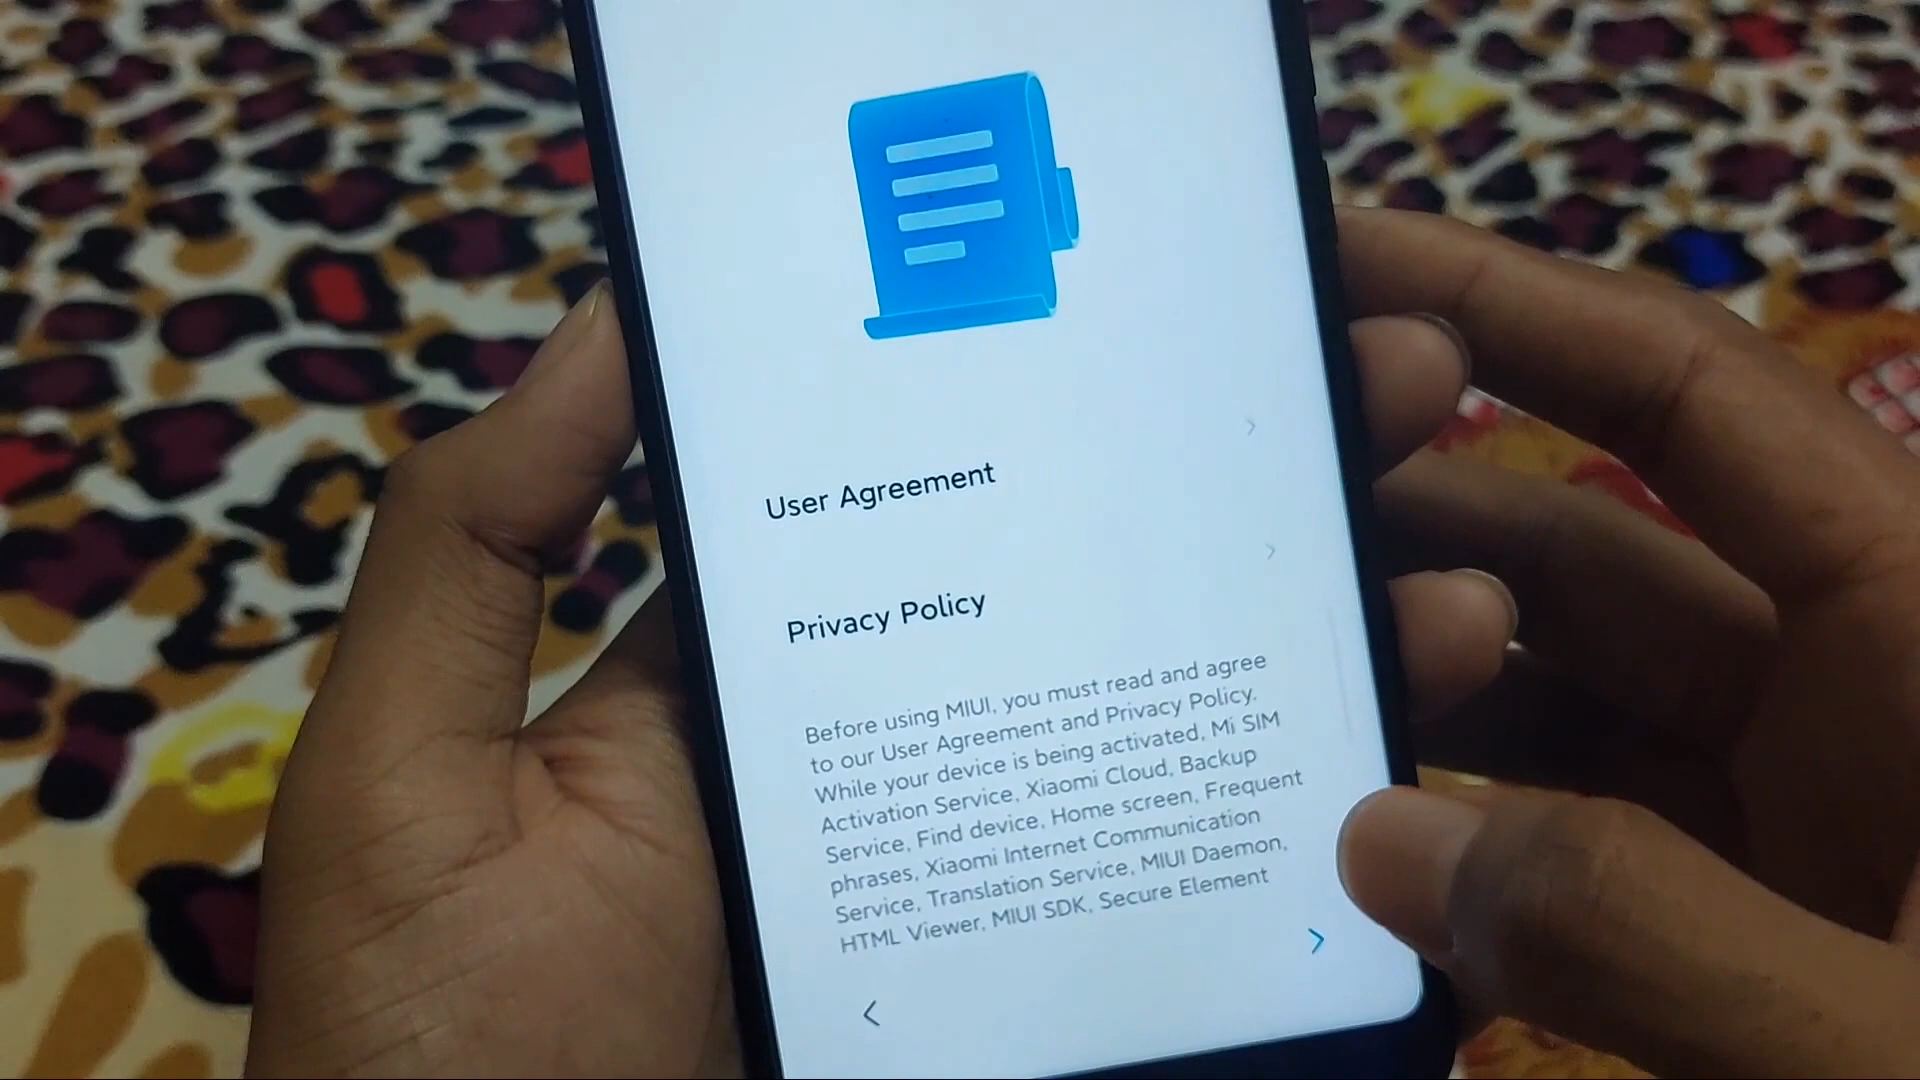 User Agreement
Privacy Policy
Before using MIUI, you must read and agree
to our User Agreement and Privacy Policy.
While your device is being activated, Mi SIM
Activation Service, Xiaomi Cloud, Backup
Service, Find device, Home screen, Frequent
phrases, Xiaomi Internet Communication
Service, Translation Service, MIUI Daemon,
HTML Viewer, MIUI SDK, Secure Element